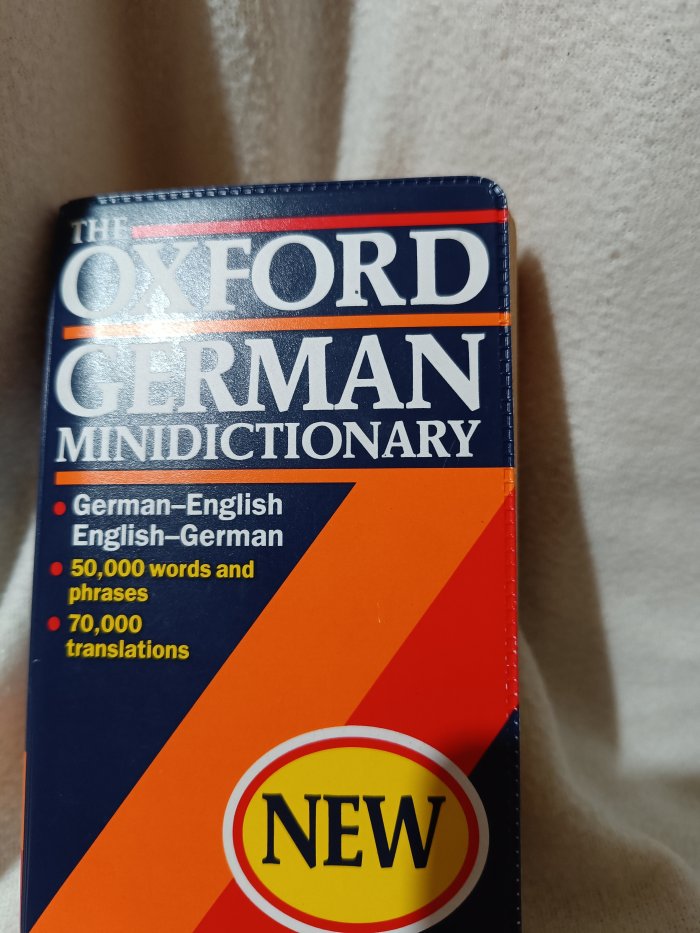 THE
OXFORD
GERMAN
MINIDICTIONARY
German–English
English–German
50,000 words and
phrases
70,000
translations
NEW